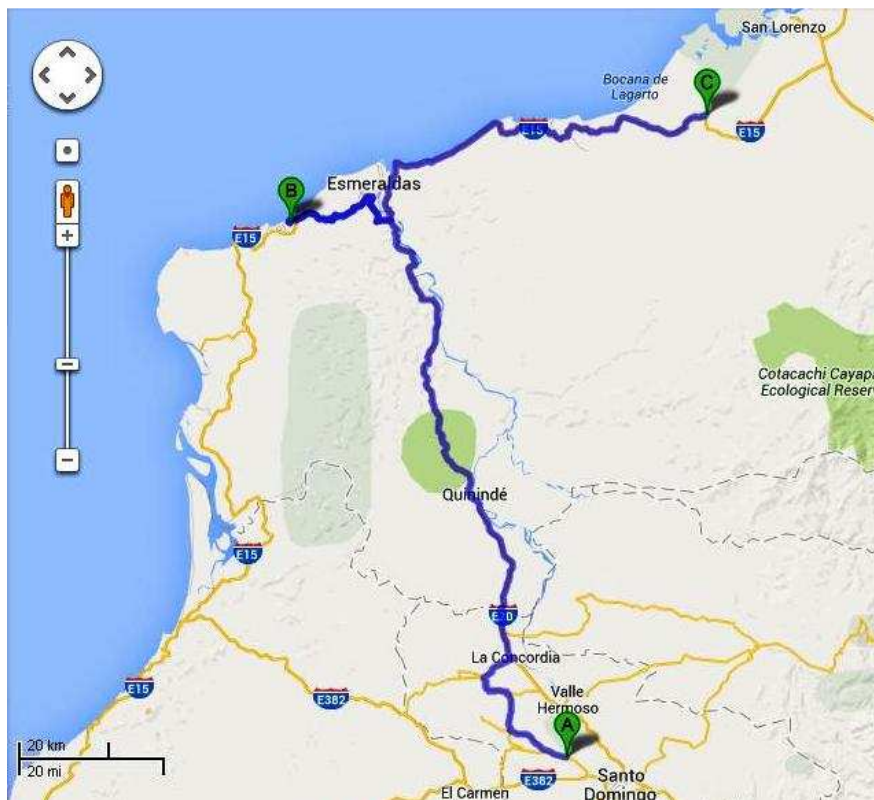 San Lorenzo
Bocana de
Lagarto
C
E15
E15
Esmeraldas
B
E15
Cotacachi Cayapa
Ecological Reserv
Quinindé
E15
E20
La Concordia
Valle
Hermoso
E15
E382
A
20 km
20 mi
E382
Santo
Domingo
El Carmen